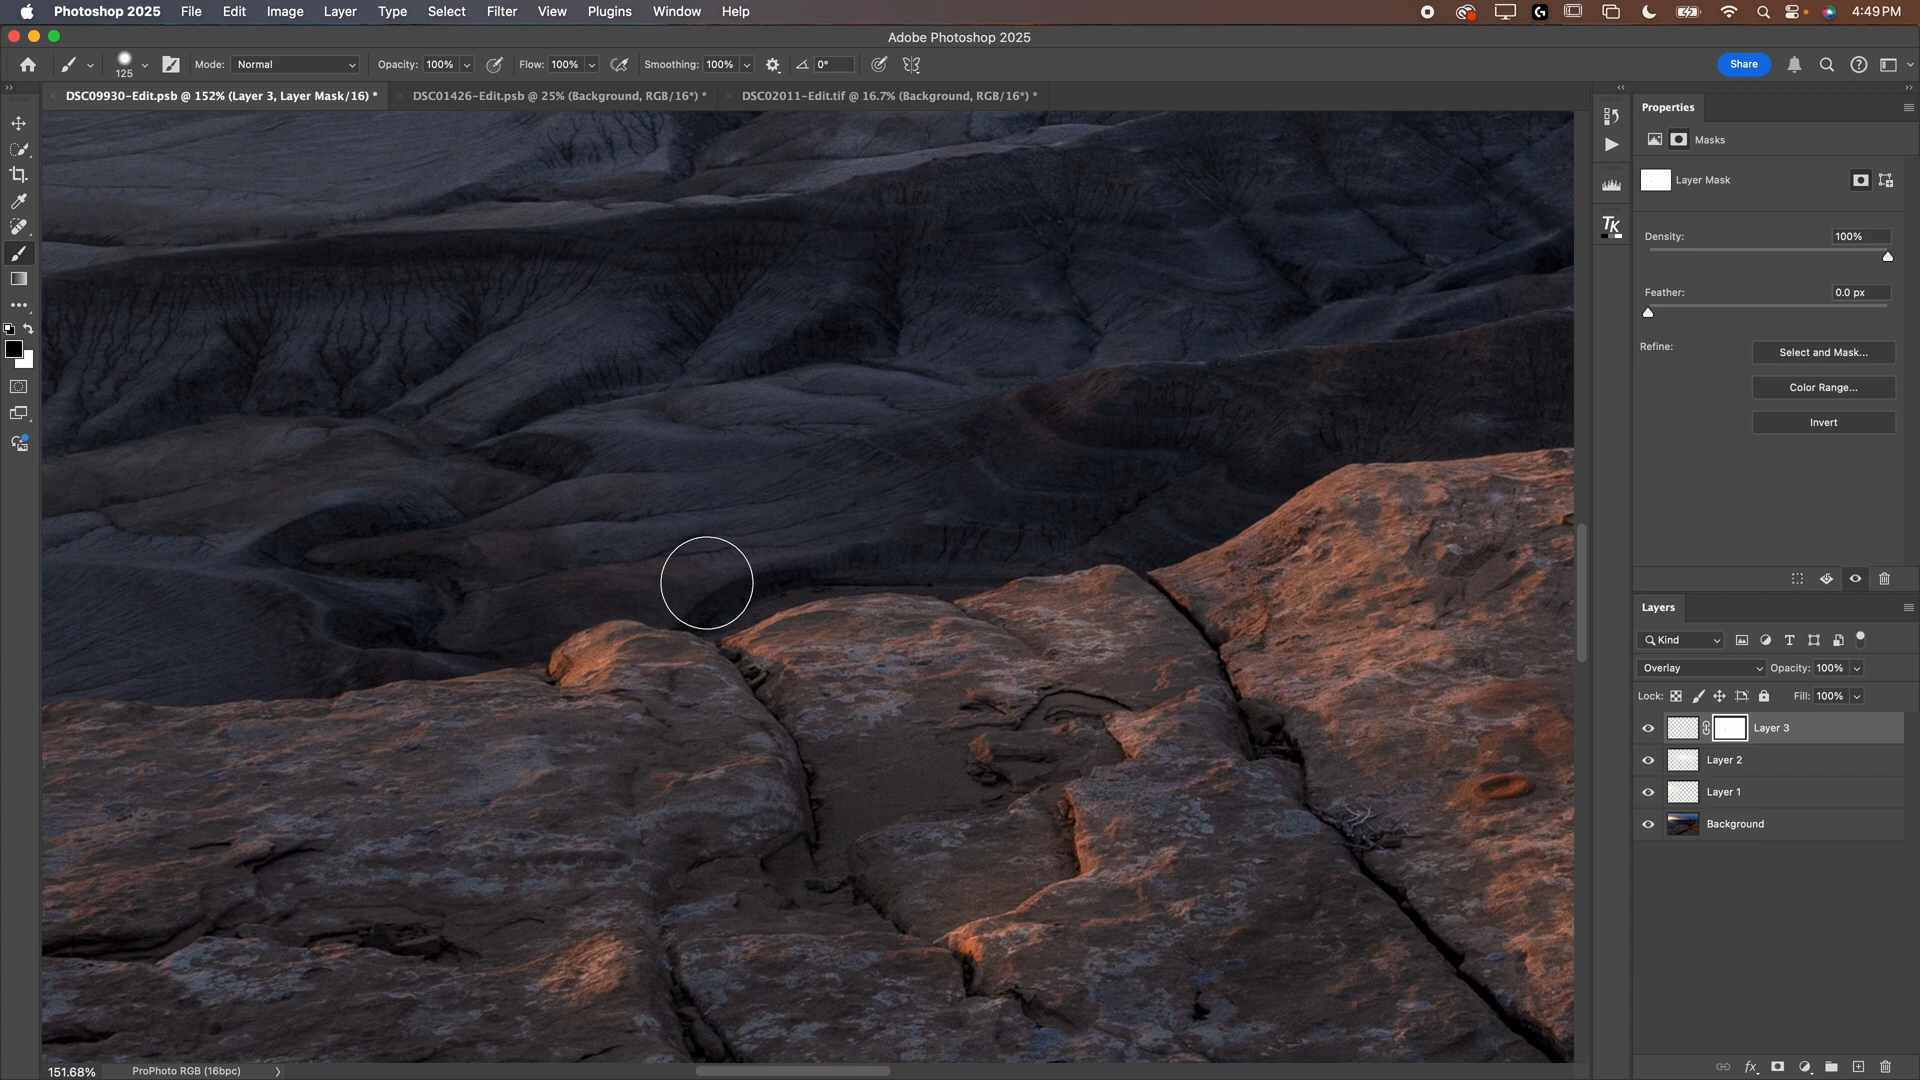 Photoshop 2025 File Edit Image Layer Type Select Filter View Plugins Window Help 4:49 PM
Adobe Photoshop 2025
125 Mode: Normal Opacity: 100% Flow: 100% Smoothing: 100% 0° Share
DSC09930-Edit.psb @ 152% (Layer 3, Layer Mask/16) * DSC01426-Edit.psb @ 25% (Background, RGB/16*) * DSC02011-Edit.tif @ 16.7% (Background, RGB/16*) *
Properties
Masks
Layer Mask
TK
Density: 100%
Feather: 0.0 px
Refine: Select and Mask...
Color Range...
Invert
Layers
Kind
Overlay Opacity: 100%
Lock: Fill: 100%
Layer 3
Layer 2
Layer 1
Background
fx
151.68% ProPhoto RGB (16bpc)